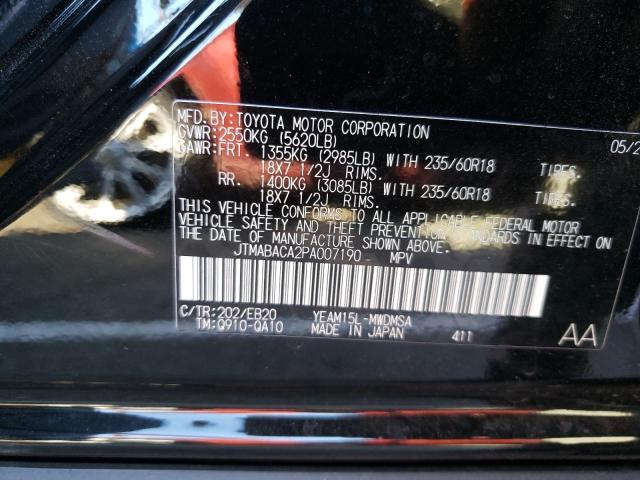 MFD.BY:TOYOTA MOTOR CORPORATION 05/2
GVWR:2550KG (5620LB)
GAWR:FRT. 1355KG (2985LB) WITH 235/60R18 TIRES.
18X7 1/2J RIMS.
RR. 1400KG (3085LB) WITH 235/60R18 TIRES.
18X7 1/2J RIMS.
THIS VEHICLE CONFORMS TO ALL APPLICABLE FEDERAL MOTOR
VEHICLE SAFETY AND THEFT PREVENTION STANDARDS IN EFFECT ON
THE DATE OF MANUFACTURE SHOWN ABOVE.
JTMABACA2PA007190 MPV
C/TR:202/EB20 YEAM15L-MWDMSA
TM:Q910-QA10 MADE IN JAPAN 411 AA